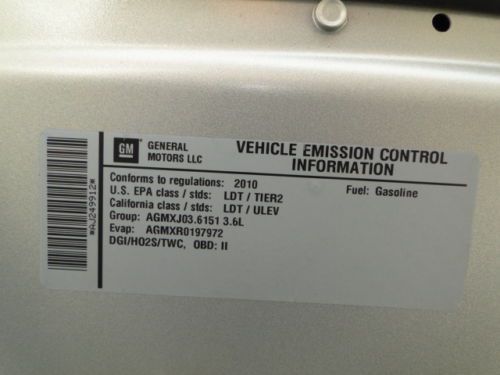 *AJ249912*
GM
GENERAL
MOTORS LLC
VEHICLE EMISSION CONTROL
INFORMATION
Conforms to regulations: 2010
Fuel: Gasoline
U.S. EPA class / stds: LDT / TIER2
California class / stds: LDT / ULEV
Group: AGMXJ03.6151 3.6L
Evap: AGMXR0197972
DGI/HO2S/TWC, OBD: II